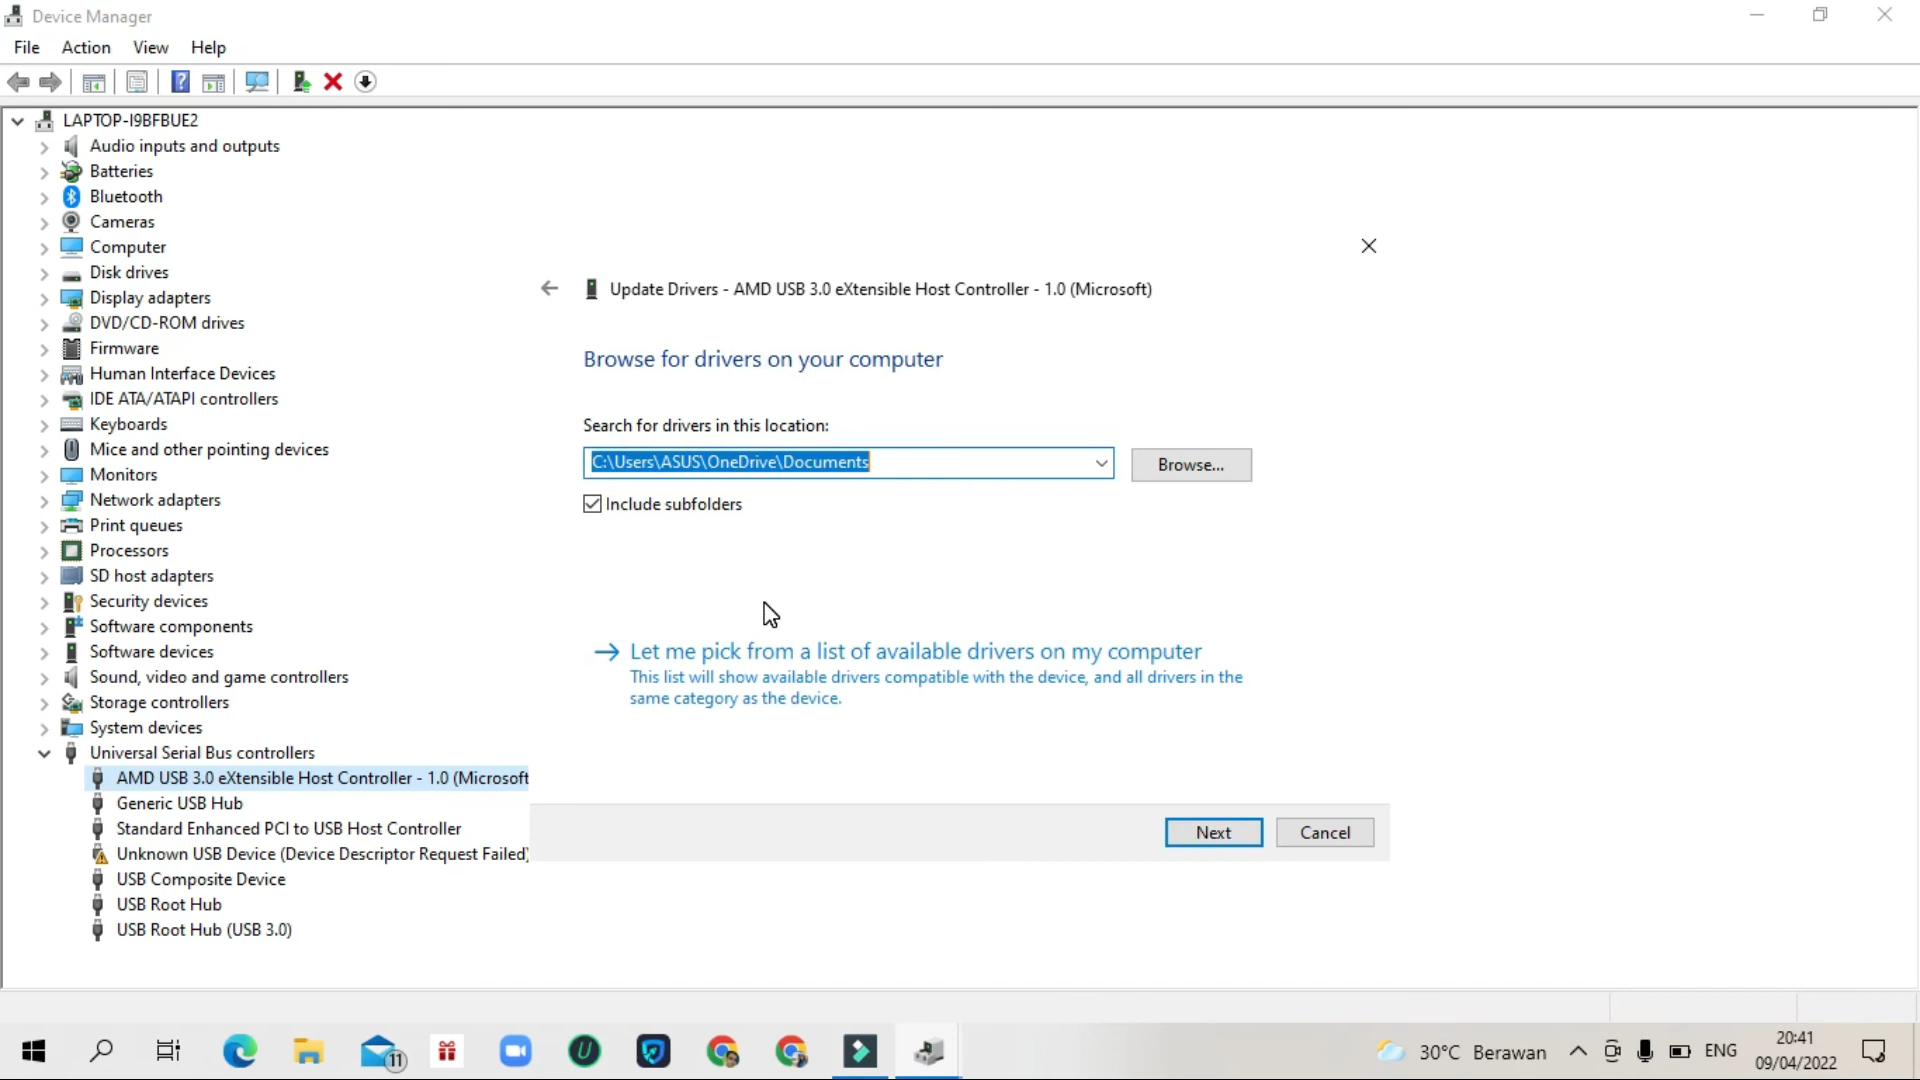 Device Manager
File Action View Help
LAPTOP-I9BFBUE2
Audio inputs and outputs
Batteries
Bluetooth
Cameras
Computer
Disk drives
Display adapters
DVD/CD-ROM drives
Firmware
Human Interface Devices
IDE ATA/ATAPI controllers
Keyboards
Mice and other pointing devices
Monitors
Network adapters
Print queues
Processors
SD host adapters
Security devices
Software components
Software devices
Sound, video and game controllers
Storage controllers
System devices
Universal Serial Bus controllers
AMD USB 3.0 eXtensible Host Controller - 1.0 (Microsoft
Generic USB Hub
Standard Enhanced PCI to USB Host Controller
Unknown USB Device (Device Descriptor Request Failed)
USB Composite Device
USB Root Hub
USB Root Hub (USB 3.0)
Update Drivers - AMD USB 3.0 eXtensible Host Controller - 1.0 (Microsoft)
Browse for drivers on your computer
Search for drivers in this location:
C:\Users\ASUS\OneDrive\Documents
Browse...
Include subfolders
Let me pick from a list of available drivers on my computer
This list will show available drivers compatible with the device, and all drivers in the
same category as the device.
Next Cancel
11
30°C Berawan
ENG
20:41
09/04/2022